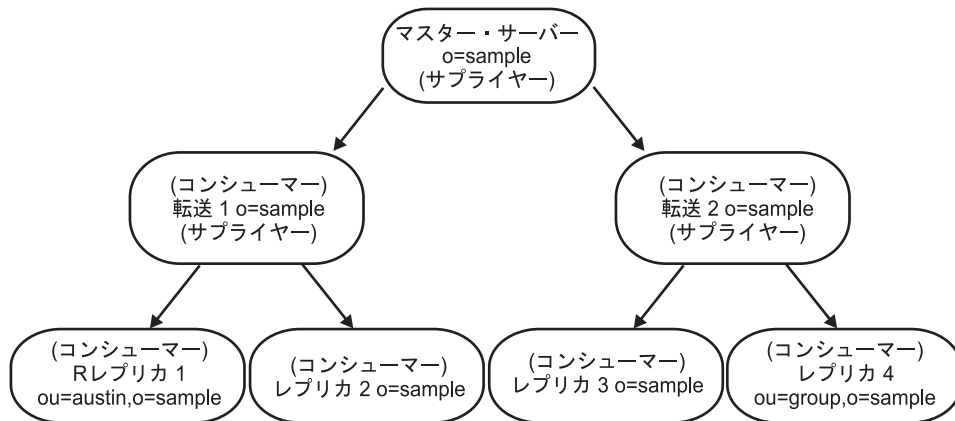 マスター・サーバー
o=sample
(サプライヤー)
(コンシューマー)
転送 1 o=sample
(サプライヤー)
(コンシューマー)
転送 2 o=sample
(サプライヤー)
(コンシューマー)
Rレプリカ 1
ou=austin,o=sample
(コンシューマー)
レプリカ 2 o=sample
(コンシューマー)
レプリカ 3 o=sample
(コンシューマー)
レプリカ 4
ou=group,o=sample